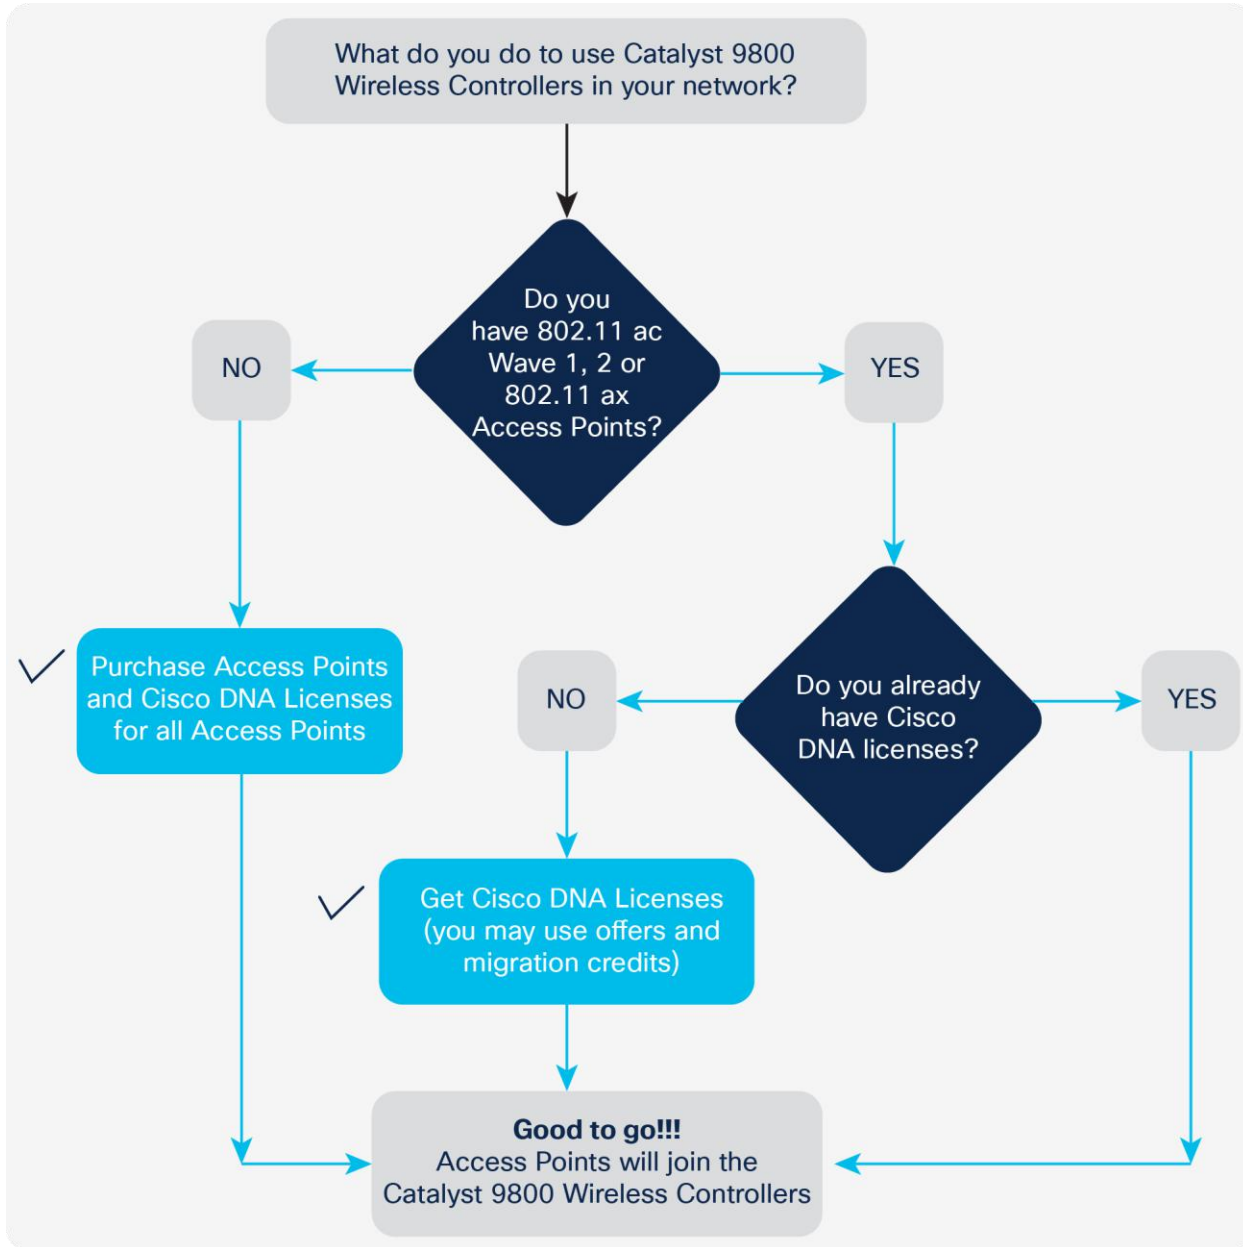 What do you do to use Catalyst 9800
Wireless Controllers in your network?
Do you
have 802.11 ac
Wave 1, 2 or
802.11 ax
Access Points?
NO
YES
Purchase Access Points
and Cisco DNA Licenses
for all Access Points
NO
Do you already
have Cisco
DNA licenses?
YES
Get Cisco DNA Licenses
(you may use offers and
migration credits)
Good to go!!!
Access Points will join the
Catalyst 9800 Wireless Controllers